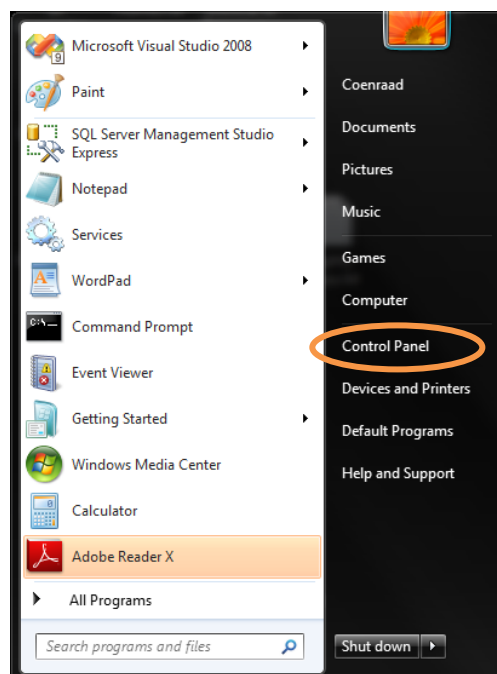 Microsoft Visual Studio 2008
9
Paint
SQL Server Management Studio
Express
Notepad
Services
WordPad
A
Command Prompt
C:\
Event Viewer
Getting Started
Windows Media Center
Calculator
Adobe Reader X
All Programs
Search programs and files
Coenraad
Documents
Pictures
Music
Games
Computer
Control Panel
Devices and Printers
Default Programs
Help and Support
Shut down